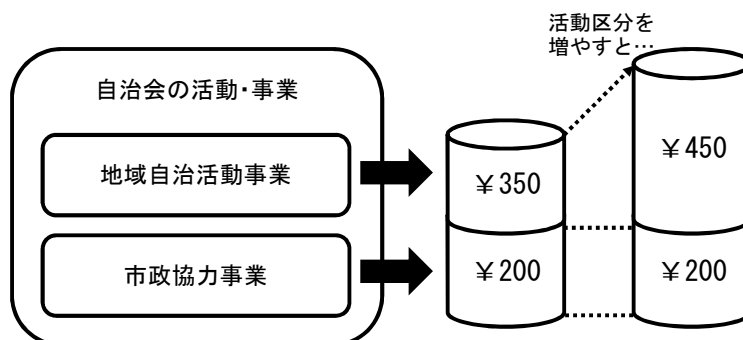 活動区分を
増やすと…
自治会の活動・事業
地域自治活動事業
￥350
￥450
市政協力事業
￥200
￥200